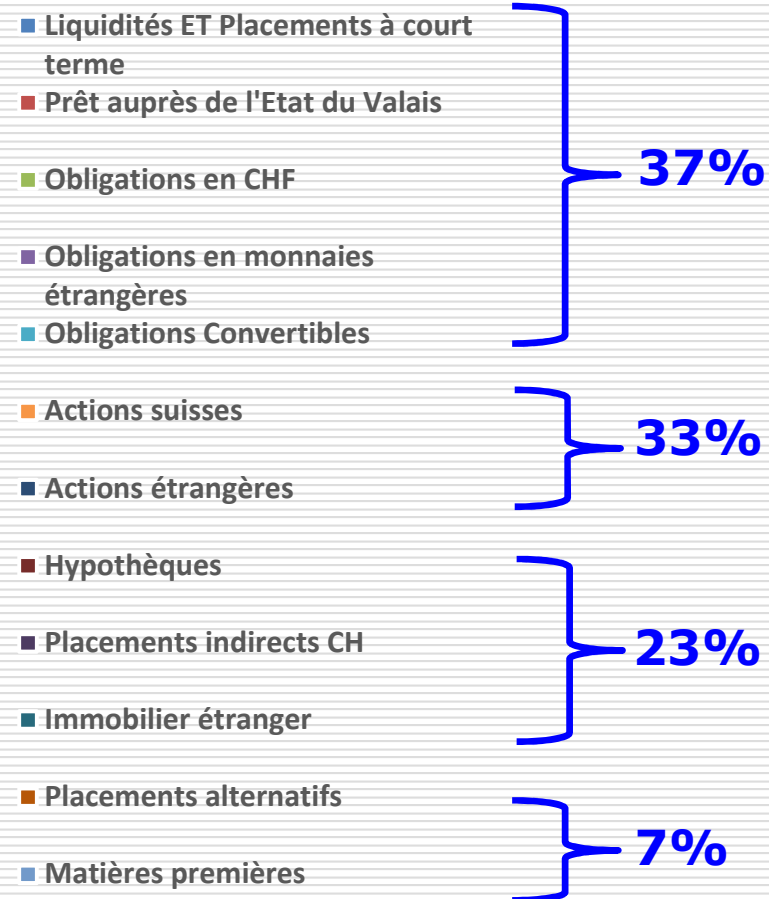 Liquidités ET Placements à court
terme
Prêt auprès de l'Etat du Valais
Obligations en CHF
Obligations en monnaies
étrangères
Obligations Convertibles
37%
Actions suisses
Actions étrangères
33%
Hypothèques
Placements indirects CH
Immobilier étranger
23%
Placements alternatifs
Matières premières
7%